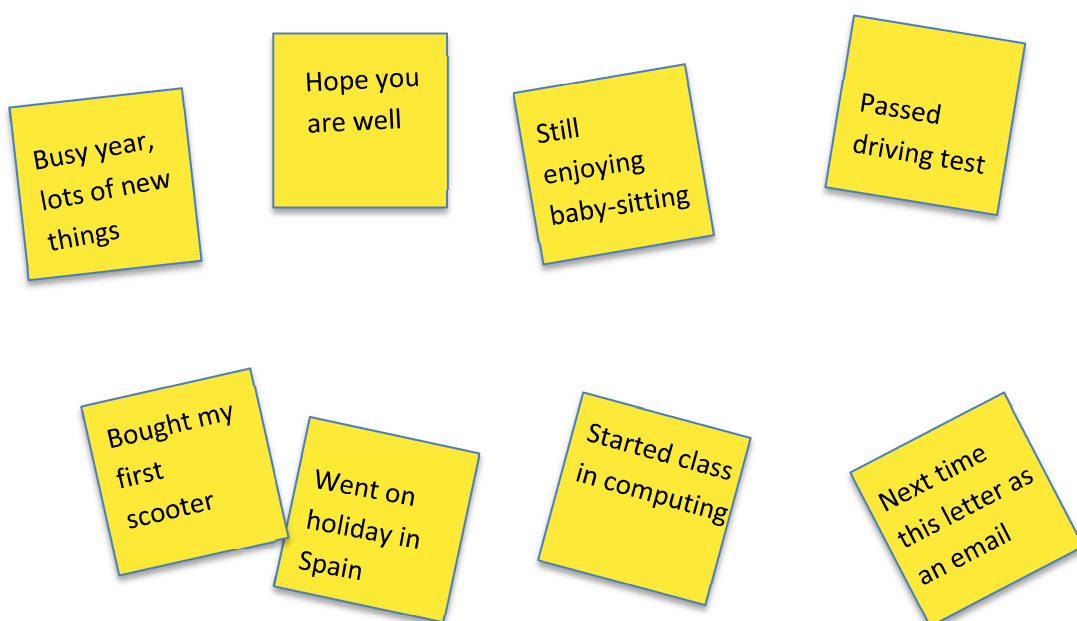 Busy year,
lots of new
things
Hope you
are well
Still
enjoying
baby-sitting
Passed
driving test
Bought my
first
scooter
Went on
holiday in
Spain
Started class
in computing
Next time
this letter as
an email